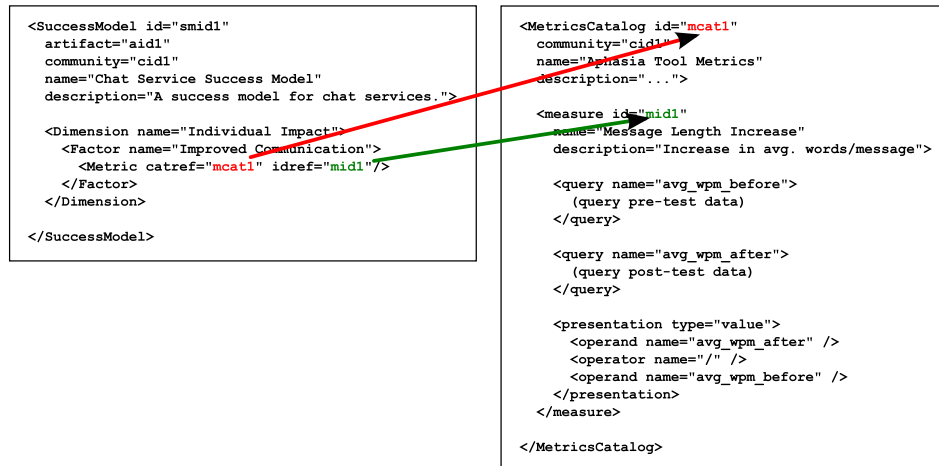 <SuccessModel id="smid1"
artifact="aid1"
community="cid1"
name="Chat Service Success Model"
description="A success model for chat services.">
<Dimension name="Individual Impact">
<Factor name="Improved Communication">
<Metric catref="mcat1" idref="mid1"/>
</Factor>
</Dimension>
</SuccessModel>
<MetricsCatalog id="mcat1"
community="cid1"
name="Aphasia Tool Metrics"
description="...">
<measure id="mid1"
name="Message Length Increase"
description="Increase in avg. words/message">
<query name="avg_wpm_before">
(query pre-test data)
</query>
<query name="avg_wpm_after">
(query post-test data)
</query>
<presentation type="value">
<operand name="avg_wpm_after" />
<operator name="/" />
<operand name="avg_wpm_before" />
</presentation>
</measure>
</MetricsCatalog>